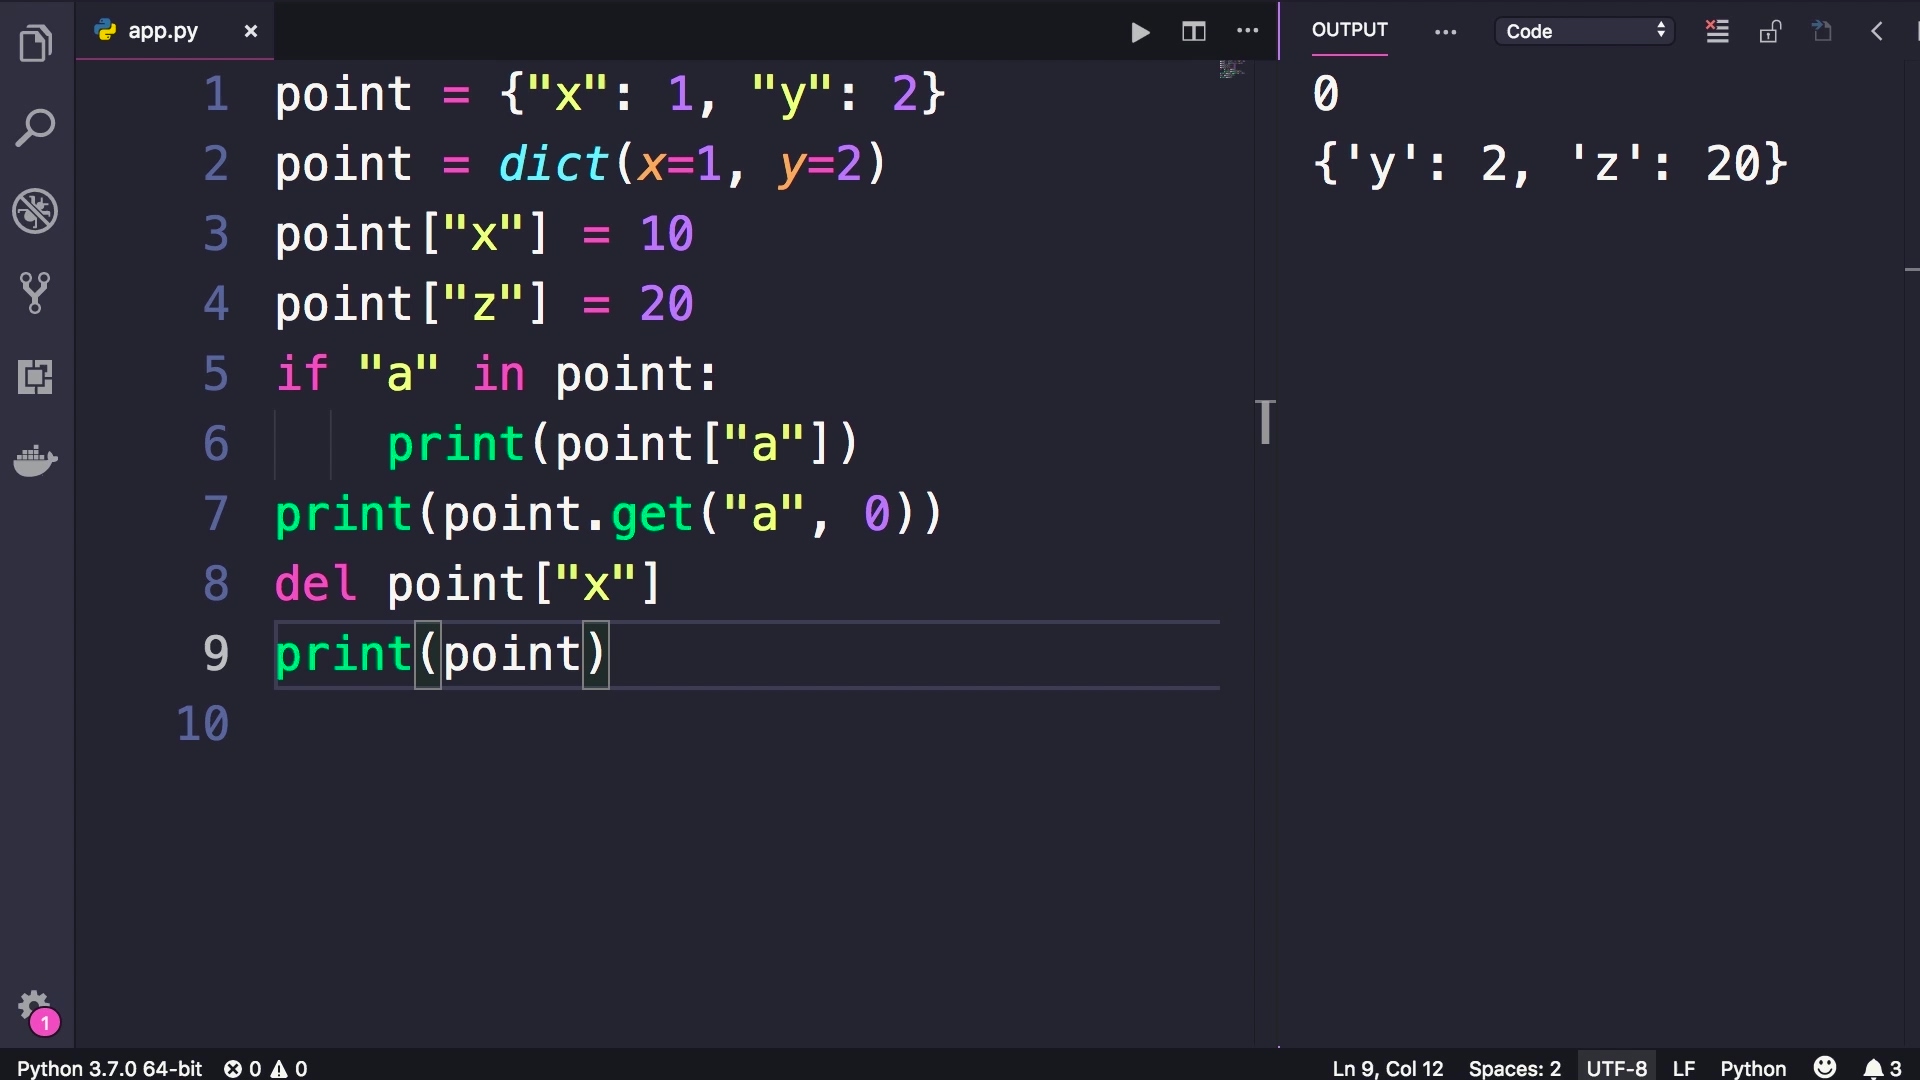 app.py
OUTPUT
Code
1 point = {"x": 1, "y": 2}
2 point = dict(x=1, y=2)
3 point["x"] = 10
4 point["z"] = 20
5 if "a" in point:
6     print(point["a"])
7 print(point.get("a", 0))
8 del point["x"]
9 print(point)
10
0
{'y': 2, 'z': 20}
1
Python 3.7.0 64-bit 0 0 Ln 9, Col 12 Spaces: 2 UTF-8 LF Python 3